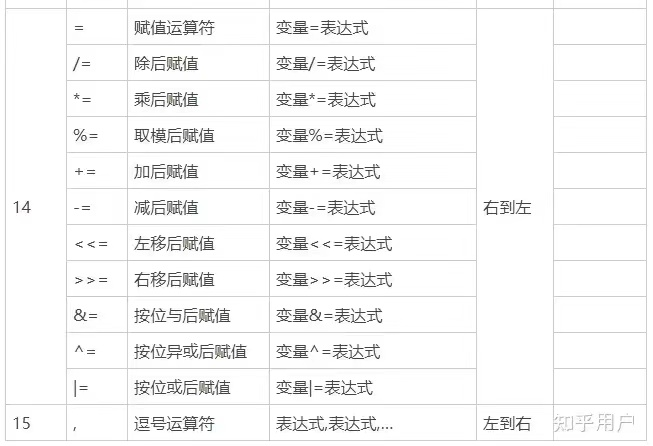 = 赋值运算符 变量=表达式
/= 除后赋值 变量/=表达式
*= 乘后赋值 变量*=表达式
%= 取模后赋值 变量%=表达式
+= 加后赋值 变量+=表达式
14 -= 减后赋值 变量-=表达式 右到左
<<= 左移后赋值 变量<<=表达式
>>= 右移后赋值 变量>>=表达式
&= 按位与后赋值 变量&=表达式
^= 按位异或后赋值 变量^=表达式
|= 按位或后赋值 变量|=表达式
15 , 逗号运算符 表达式,表达式,... 左到右
知乎用户